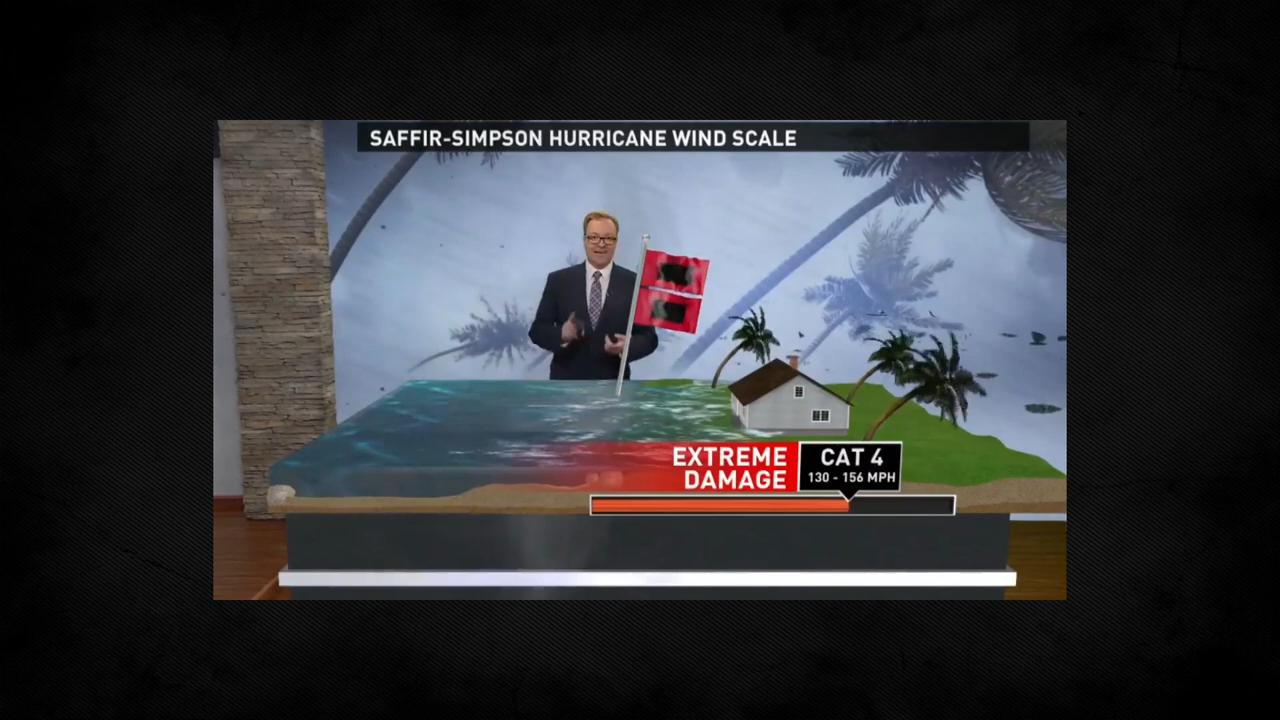 SAFFIR-SIMPSON HURRICANE WIND SCALE
EXTREME
DAMAGE
CAT 4
130 - 156 MPH